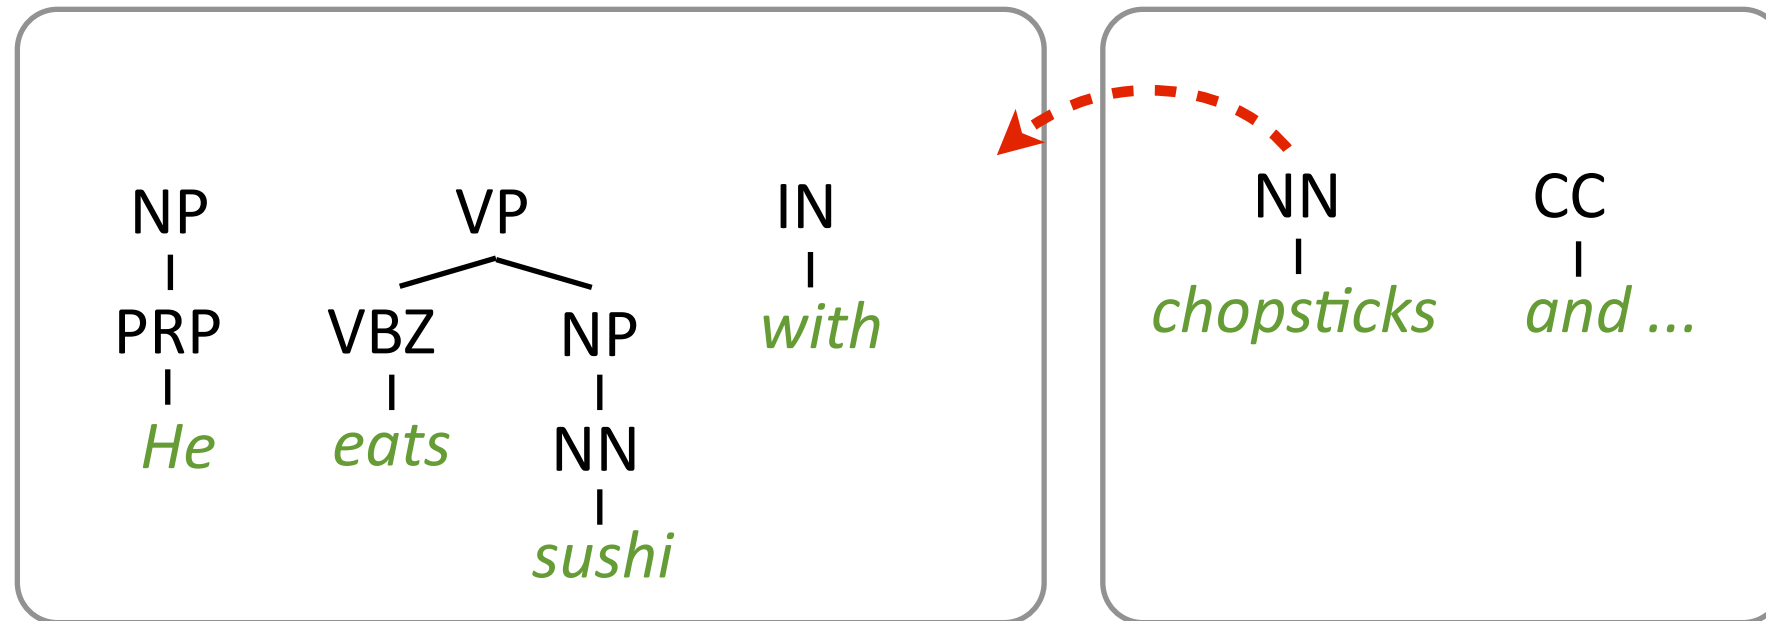 NP VP IN NN CC
PRP VBZ NP with chopsticks and ...
He eats NN
sushi